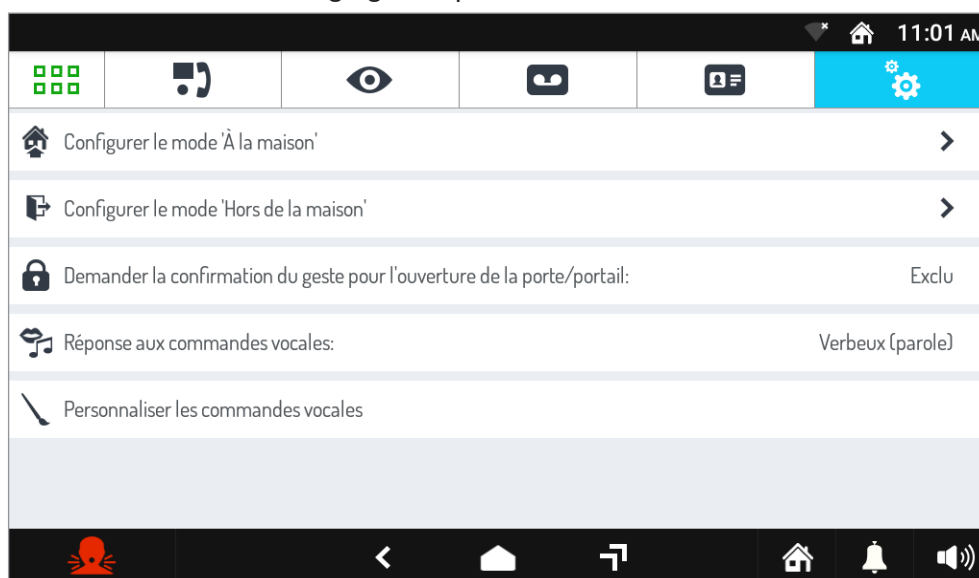 11:01 AM
Configurer le mode 'À la maison'
Configurer le mode 'Hors de la maison'
Demander la confirmation du geste pour l'ouverture de la porte/portail: Exclu
Réponse aux commandes vocales: Verbeux (parole)
Personnaliser les commandes vocales